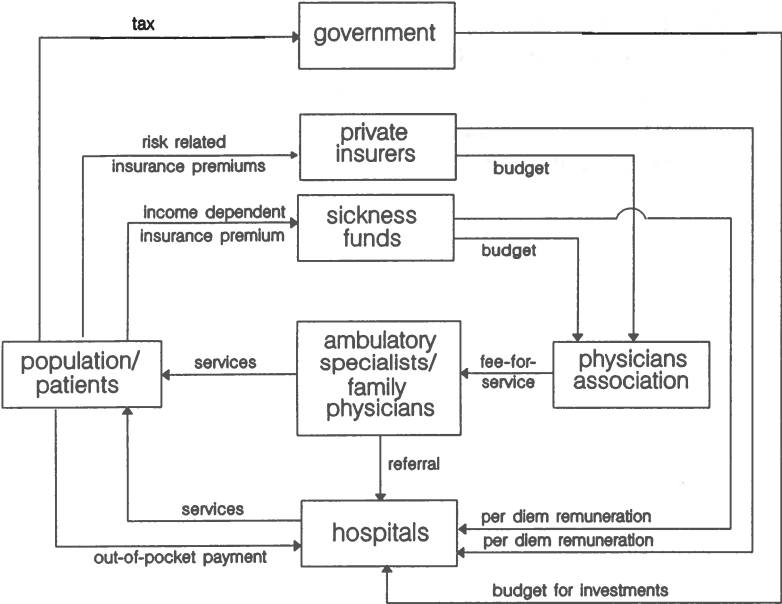 tax
government
risk related
insurance premiums
private
insurers
budget
income dependent
insurance premium
sickness
funds
budget
population/
patients
services
ambulatory
specialists/
family
physicians
fee-for-
service
physicians
association
referral
services
hospitals
per diem remuneration
per diem remuneration
out-of-pocket payment
budget for investments